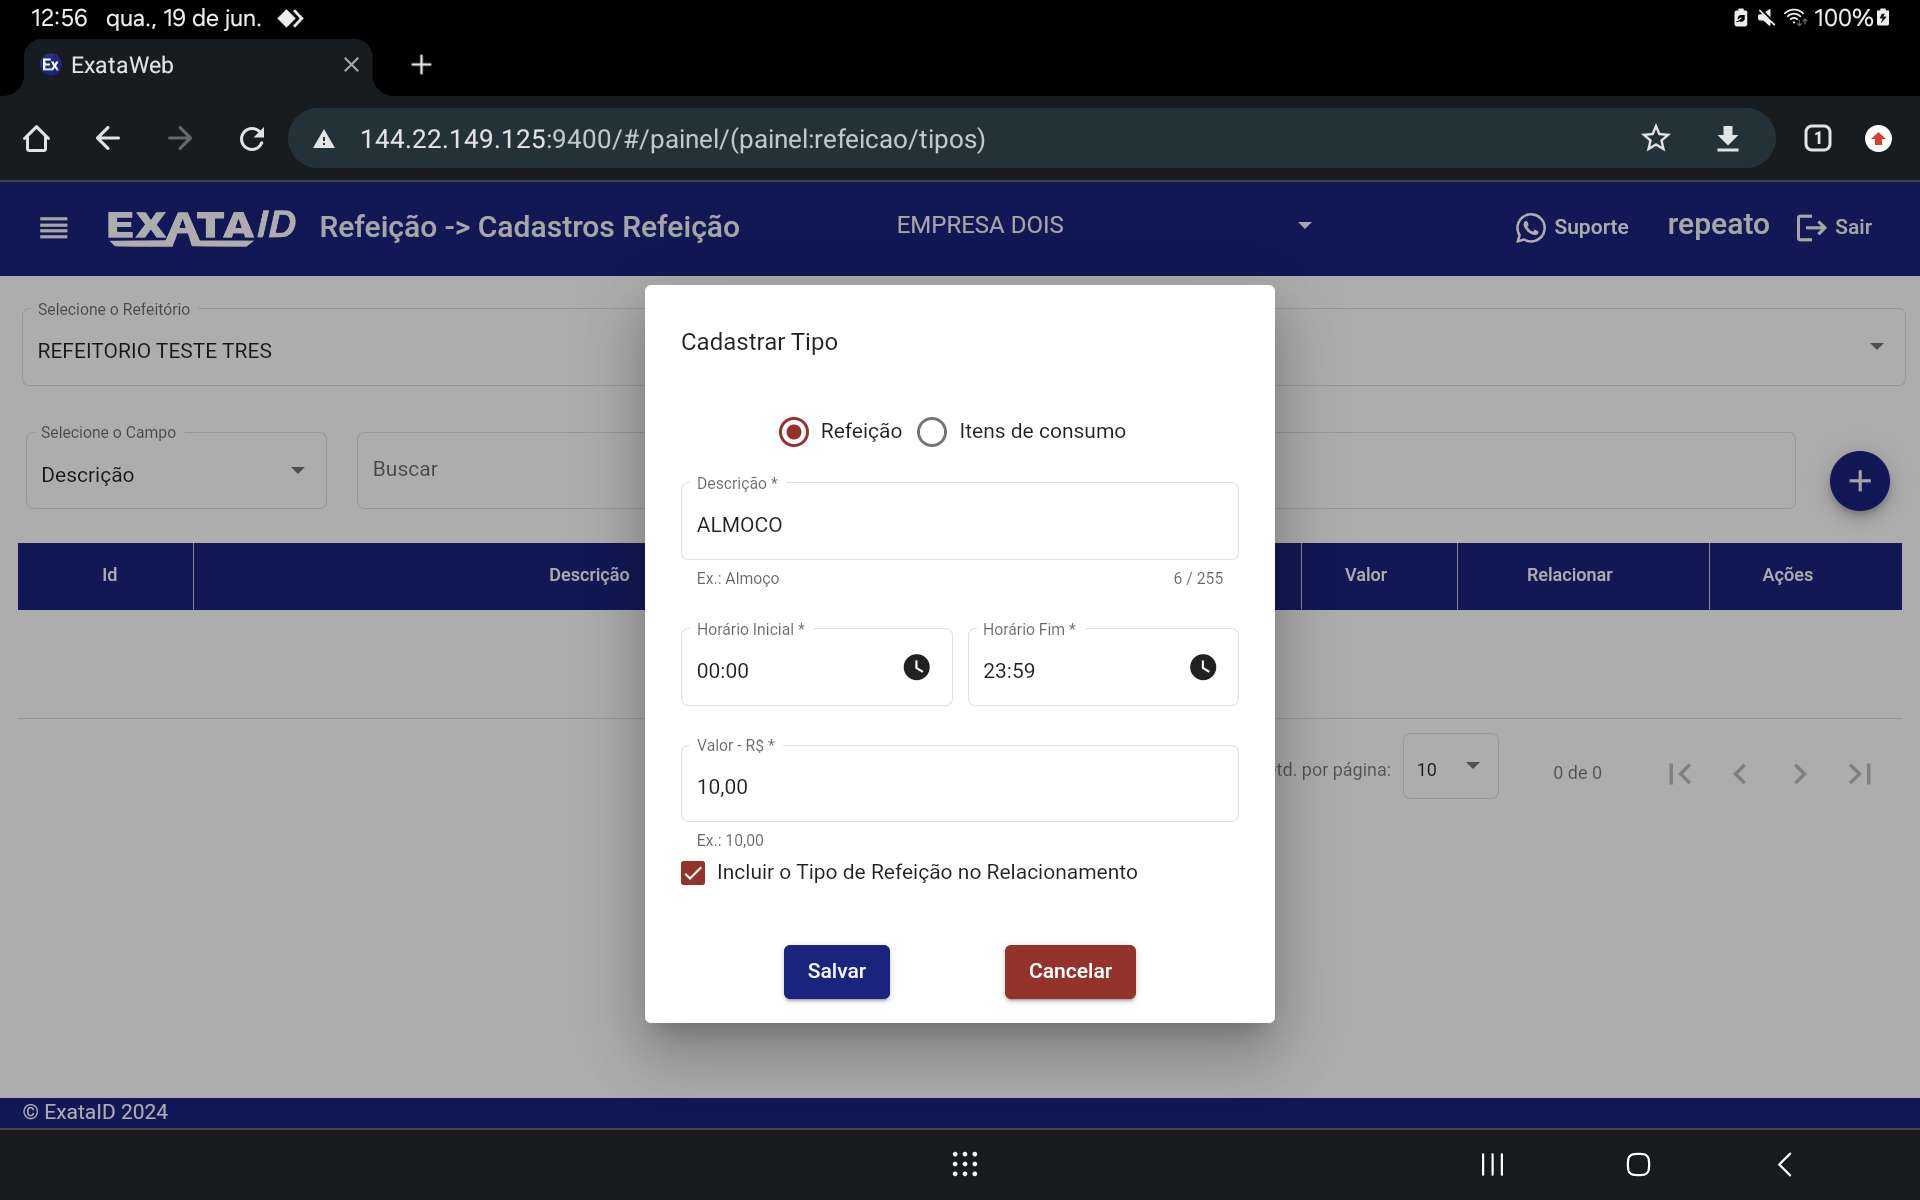 12:56 qua., 19 de jun. 100%
Ex ExataWeb
144.22.149.125:9400/#/painel/(painel:refeicao/tipos) 1
EXATAID Refeição -> Cadastros Refeição EMPRESA DOIS Suporte repeato Sair
Selecione o Refeitório
REFEITORIO TESTE TRES
Cadastrar Tipo
Refeição Itens de consumo
Selecione o Campo
Descrição
Buscar
Descrição *
ALMOCO
Ex.: Almoço 6 / 255
Id Descrição Valor Relacionar Ações
Horário Inicial * Horário Fim *
00:00 23:59
Valor - R$ *
10,00
Ex.: 10,00
td. por página: 10 0 de 0
Incluir o Tipo de Refeição no Relacionamento
Salvar Cancelar
© ExataID 2024